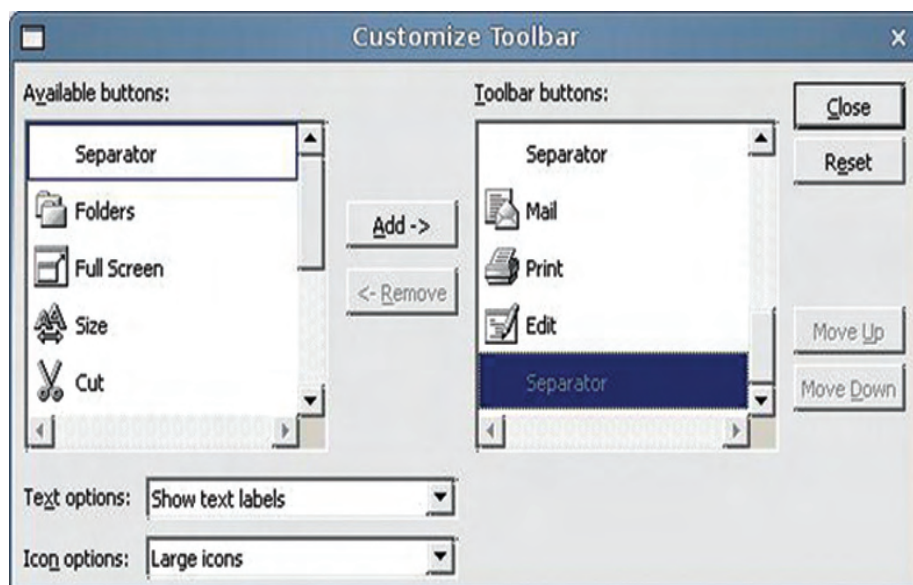 Customize Toolbar
Available buttons:
Separator
Folders
Full Screen
Size
Cut
Add ->
<- Remove
Toolbar buttons:
Separator
Mail
Print
Edit
Separator
Close
Reset
Move Up
Move Down
Text options: Show text labels
Icon options: Large icons